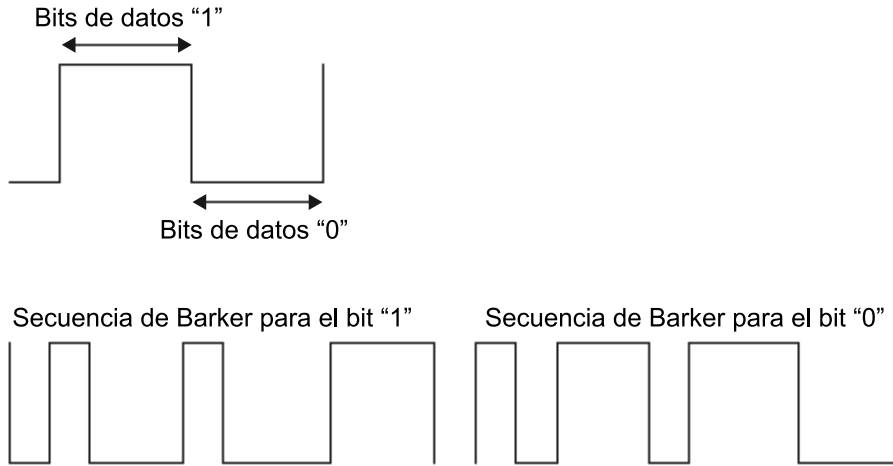 Bits de datos “1”
Bits de datos “0”
Secuencia de Barker para el bit “1”
Secuencia de Barker para el bit “0”